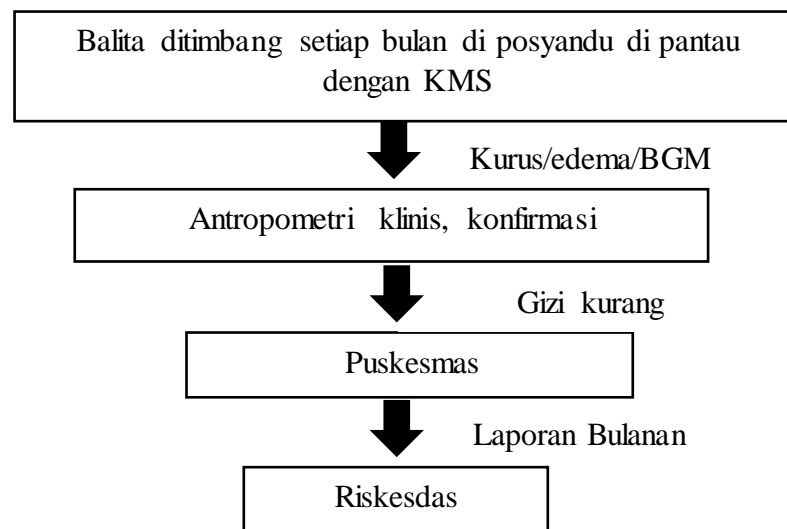 Balita ditimbang setiap bulan di posyandu di pantau
dengan KMS
Kurus/edema/BGM
Antropometri klinis, konfirmasi
Gizi kurang
Puskesmas
Laporan Bulanan
Riskesdas